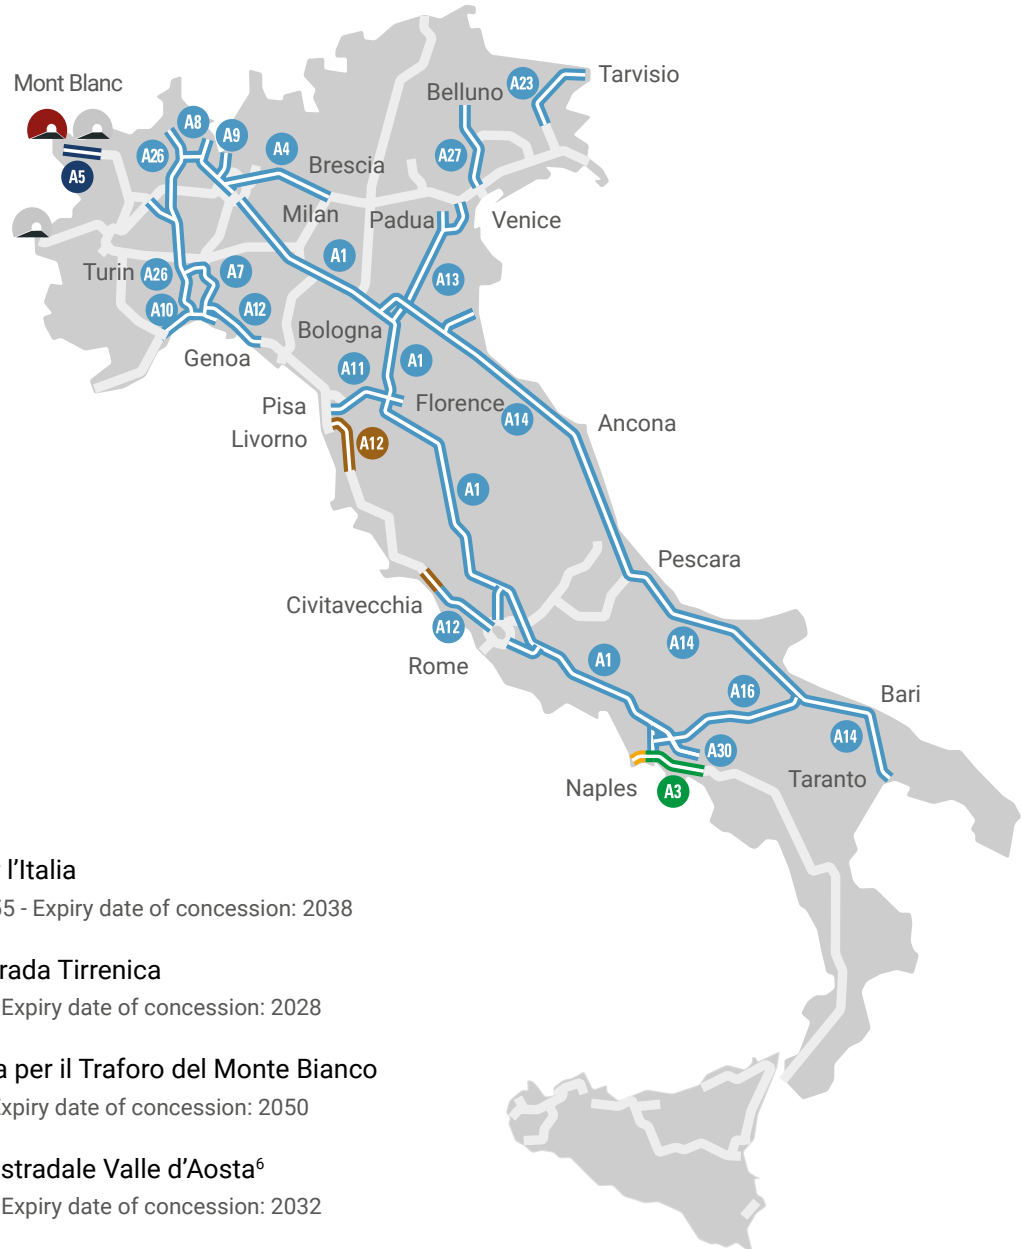 Mont Blanc
A5
A8
A9
A26
A4
Brescia
Milan
Belluno
A23
Tarvisio
A27
Padua
Venice
Turin
A26
A7
A1
A13
A10
A12
Bologna
Genoa
A11
A1
Pisa
Florence
Livorno
A12
A14
Ancona
A1
Pescara
Civitavecchia
A12
Rome
A14
A1
A16
Bari
A30
A14
Naples
A3
Taranto
l'Italia
55 - Expiry date of concession: 2038
rada Tirrenica
Expiry date of concession: 2028
a per il Traforo del Monte Bianco
xpiry date of concession: 2050
stradale Valle d'Aosta⁶
Expiry date of concession: 2032